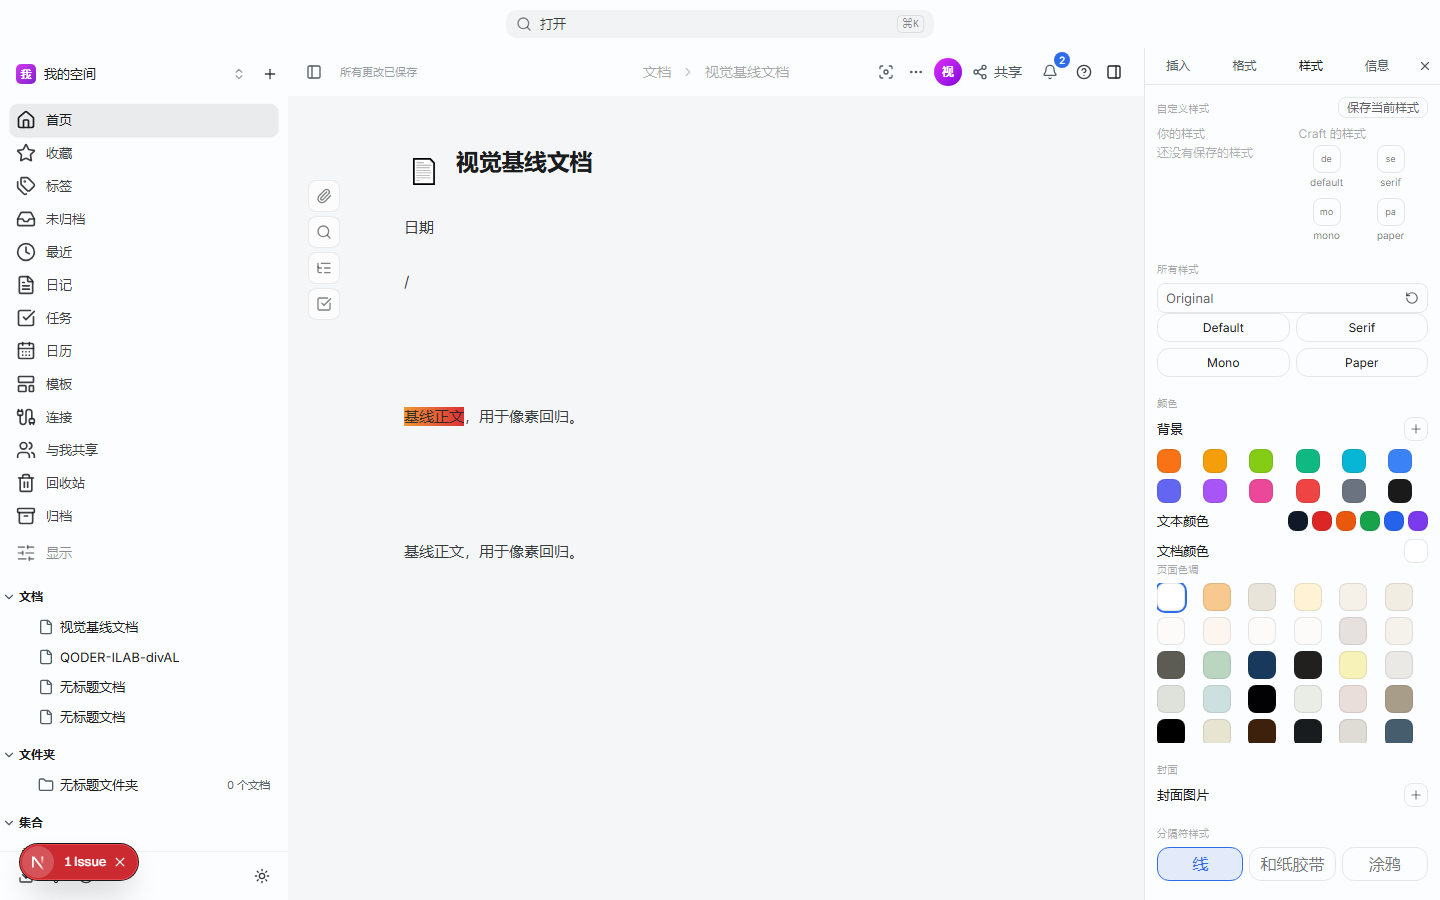 打开
⌘K
我 我的空间
首页
收藏
标签
未归档
最近
日记
任务
日历
模板
连接
与我共享
回收站
归档
显示
文档
视觉基线文档
QODER-ILAB-divAL
无标题文档
无标题文档
文件夹
无标题文件夹 0 个文档
集合
N 1 Issue
所有更改已保存
文档 视觉基线文档
视 共享 2
视觉基线文档
日期
/
基线正文，用于像素回归。
基线正文，用于像素回归。
插入 格式 样式 信息
自定义样式 保存当前样式
你的样式 Craft 的样式
还没有保存的样式
de se
default serif
mo pa
mono paper
所有样式
Original
Default Serif
Mono Paper
颜色
背景
文本颜色
文档颜色
页面色调
封面
封面图片
分隔符样式
线 和纸胶带 涂鸦